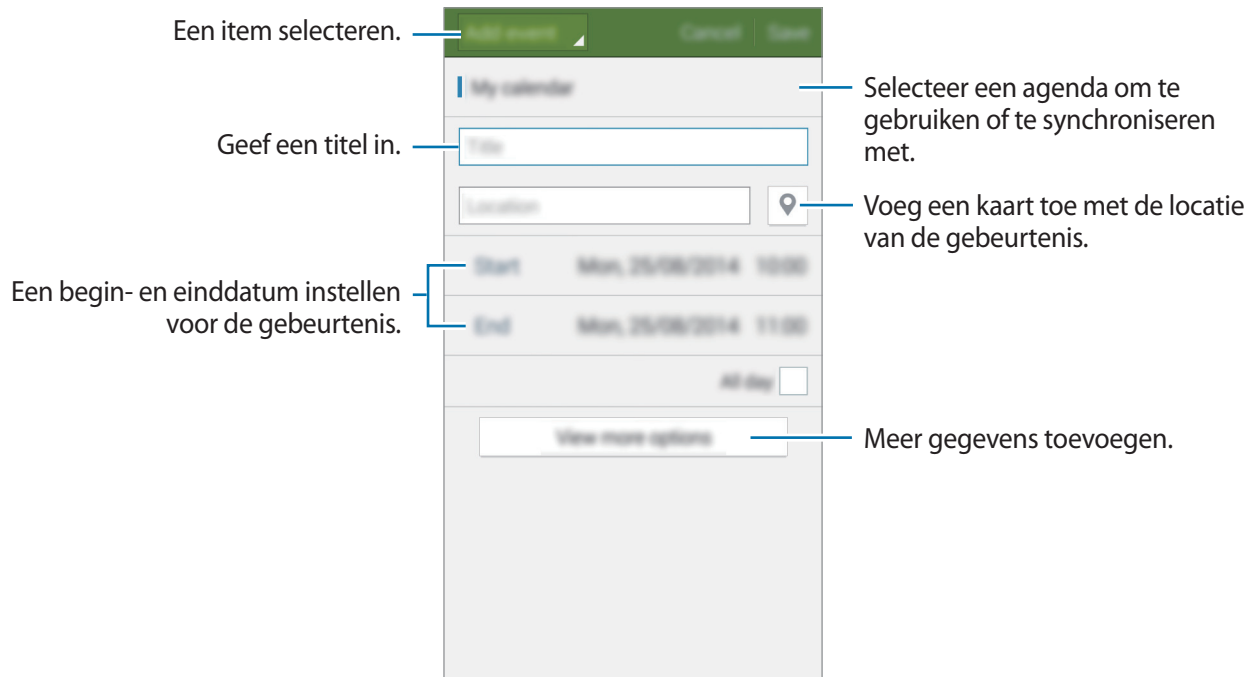 Een item selecteren.
Add event
Cancel
Save
My calendar
Selecteer een agenda om te
gebruiken of te synchroniseren
met.
Geef een titel in.
Title
Location
Voeg een kaart toe met de locatie
van de gebeurtenis.
Een begin- en einddatum instellen
voor de gebeurtenis.
Start Mon, 25/08/2014 10:00
End Mon, 25/08/2014 11:00
All day
View more options
Meer gegevens toevoegen.